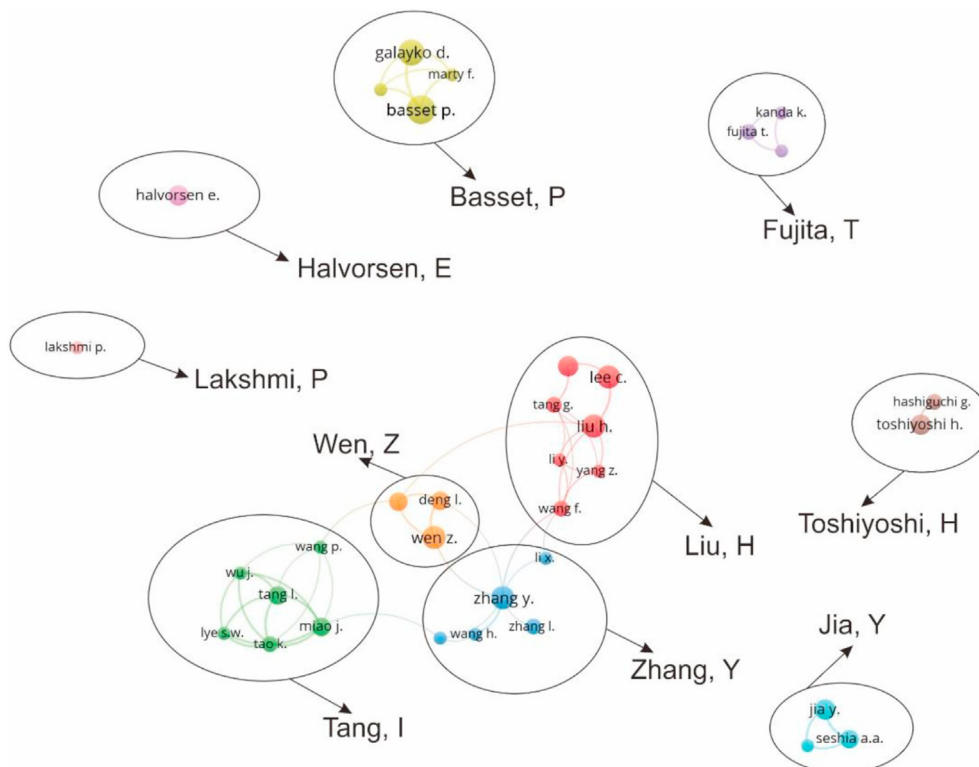 galayko d.
marty f.
basset p.
Basset, P
kanda k.
fujita t.
Fujita, T
halvorsen e.
Halvorsen, E
lakshmi p.
Lakshmi, P
lee c.
tang g.
liu h.
li y.
yang z.
wang f.
Liu, H
hashiguchi g.
toshiyoshi h.
Toshiyoshi, H
Wen, Z
deng l.
wen z.
wang p.
wu j.
tang l.
lye s.w.
miao j.
tao k.
Tang, I
li x.
zhang y.
zhang l.
wang h.
Zhang, Y
Jia, Y
jia y.
seshia a.a.